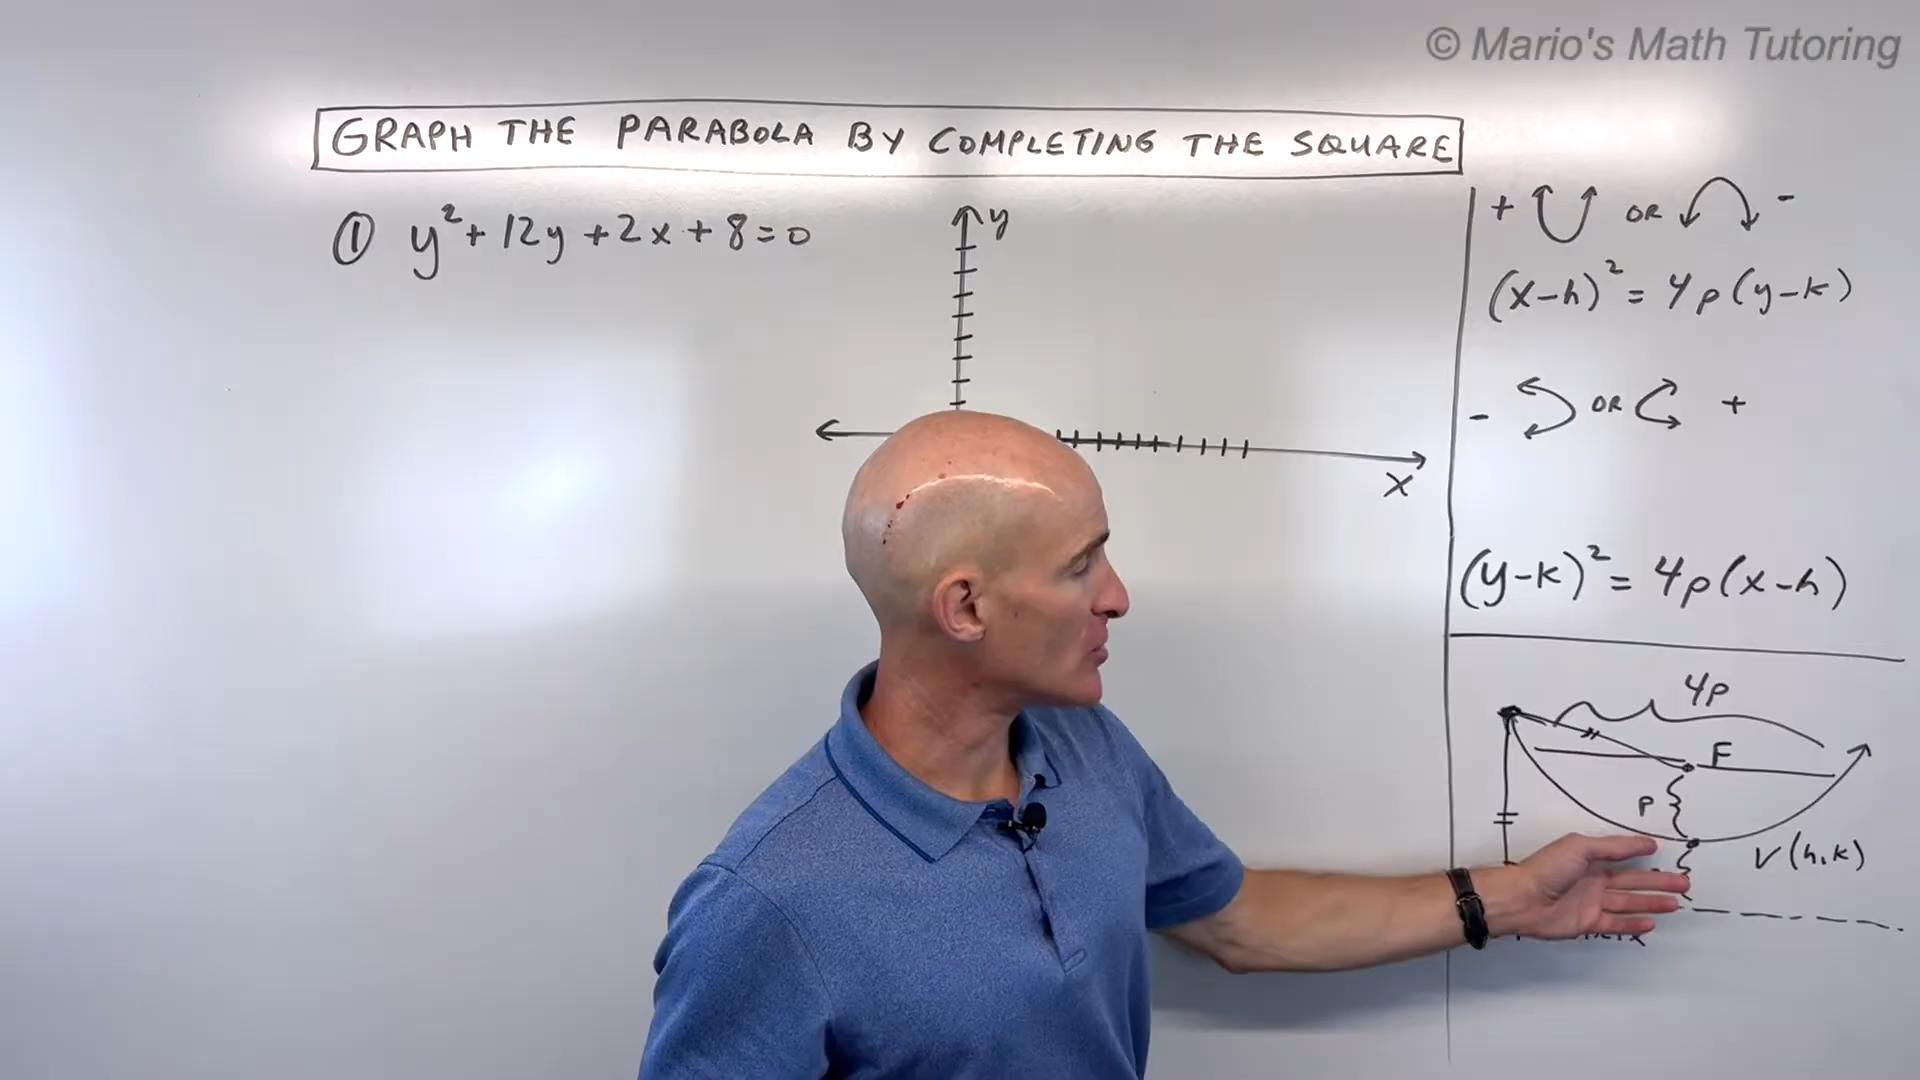 © Mario's Math Tutoring
GRAPH THE PARABOLA BY COMPLETING THE SQUARE
① y²+12y+2x+8=0
y
x
+ OR -
(x-h)²=4p(y-k)
- OR +
(y-k)²=4p(x-h)
4p
F
p
V(h,k)